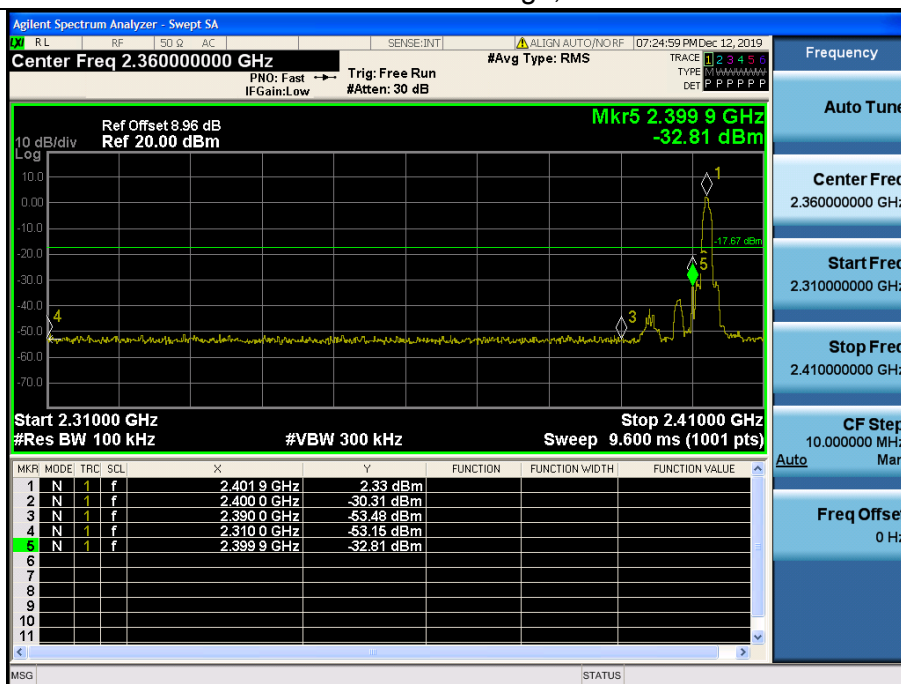 Agilent Spectrum Analyzer - Swept SA
LXI RL RF 50 Ω AC SENSE:INT ALIGN AUTO/NO RF 07:24:59 PM Dec 12, 2019
Center Freq 2.360000000 GHz #Avg Type: RMS TRACE 1 2 3 4 5 6
PNO: Fast Trig: Free Run TYPE M WWWWW
IFGain:Low #Atten: 30 dB DET P P P P P P
Mkr5 2.399 9 GHz
-32.81 dBm
Ref Offset 8.96 dB
10 dB/div Ref 20.00 dBm
Log
10.0
0.00
-10.0
-20.0
-30.0
-40.0
-50.0
-60.0
-70.0
1
-17.67 dBm
5
4
3
Start 2.31000 GHz Stop 2.41000 GHz
#Res BW 100 kHz #VBW 300 kHz Sweep 9.600 ms (1001 pts)
MKR MODE TRC SCL X Y FUNCTION FUNCTION WIDTH FUNCTION VALUE
1 N 1 f 2.401 9 GHz 2.33 dBm
2 N 1 f 2.400 0 GHz -30.31 dBm
3 N 1 f 2.390 0 GHz -53.48 dBm
4 N 1 f 2.310 0 GHz -53.15 dBm
5 N 1 f 2.399 9 GHz -32.81 dBm
6
7
8
9
10
11
MSG STATUS
Frequency
Auto Tune
Center Freq
2.360000000 GHz
Start Freq
2.310000000 GHz
Stop Freq
2.410000000 GHz
CF Step
10.000000 MHz
Auto Man
Freq Offset
0 Hz